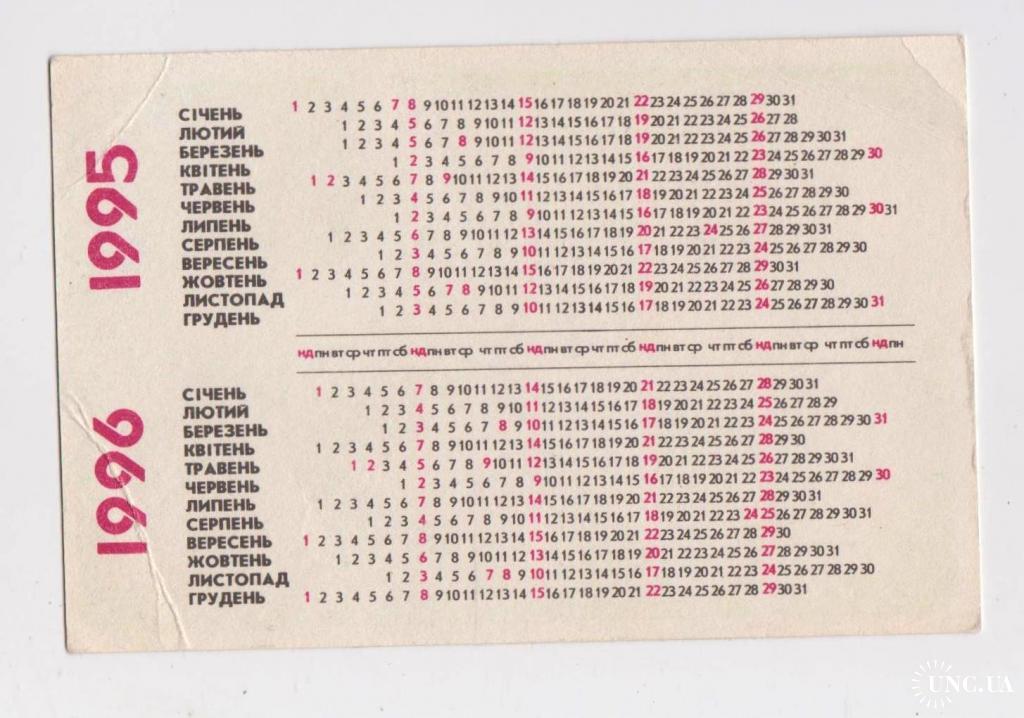 1995
СІЧЕНЬ 1 2 3 4 5 6 7 8 9 10 11 12 13 14 15 16 17 18 19 20 21 22 23 24 25 26 27 28 29 30 31
ЛЮТИЙ 1 2 3 4 5 6 7 8 9 10 11 12 13 14 15 16 17 18 19 20 21 22 23 24 25 26 27 28
БЕРЕЗЕНЬ 1 2 3 4 5 6 7 8 9 10 11 12 13 14 15 16 17 18 19 20 21 22 23 24 25 26 27 28 29 30 31
КВІТЕНЬ 1 2 3 4 5 6 7 8 9 10 11 12 13 14 15 16 17 18 19 20 21 22 23 24 25 26 27 28 29 30
ТРАВЕНЬ 1 2 3 4 5 6 7 8 9 10 11 12 13 14 15 16 17 18 19 20 21 22 23 24 25 26 27 28 29 30 31
ЧЕРВЕНЬ 1 2 3 4 5 6 7 8 9 10 11 12 13 14 15 16 17 18 19 20 21 22 23 24 25 26 27 28 29 30
ЛИПЕНЬ 1 2 3 4 5 6 7 8 9 10 11 12 13 14 15 16 17 18 19 20 21 22 23 24 25 26 27 28 29 30 31
СЕРПЕНЬ 1 2 3 4 5 6 7 8 9 10 11 12 13 14 15 16 17 18 19 20 21 22 23 24 25 26 27 28 29 30 31
ВЕРЕСЕНЬ 1 2 3 4 5 6 7 8 9 10 11 12 13 14 15 16 17 18 19 20 21 22 23 24 25 26 27 28 29 30
ЖОВТЕНЬ 1 2 3 4 5 6 7 8 9 10 11 12 13 14 15 16 17 18 19 20 21 22 23 24 25 26 27 28 29 30 31
ЛИСТОПАД 1 2 3 4 5 6 7 8 9 10 11 12 13 14 15 16 17 18 19 20 21 22 23 24 25 26 27 28 29 30
ГРУДЕНЬ 1 2 3 4 5 6 7 8 9 10 11 12 13 14 15 16 17 18 19 20 21 22 23 24 25 26 27 28 29 30 31
нд пн вт ср чт пт сб нд пн вт ср чт пт сб нд пн вт ср чт пт сб нд пн вт ср чт пт сб нд пн вт ср чт пт сб нд пн
1996
СІЧЕНЬ 1 2 3 4 5 6 7 8 9 10 11 12 13 14 15 16 17 18 19 20 21 22 23 24 25 26 27 28 29 30 31
ЛЮТИЙ 1 2 3 4 5 6 7 8 9 10 11 12 13 14 15 16 17 18 19 20 21 22 23 24 25 26 27 28 29
БЕРЕЗЕНЬ 1 2 3 4 5 6 7 8 9 10 11 12 13 14 15 16 17 18 19 20 21 22 23 24 25 26 27 28 29 30 31
КВІТЕНЬ 1 2 3 4 5 6 7 8 9 10 11 12 13 14 15 16 17 18 19 20 21 22 23 24 25 26 27 28 29 30
ТРАВЕНЬ 1 2 3 4 5 6 7 8 9 10 11 12 13 14 15 16 17 18 19 20 21 22 23 24 25 26 27 28 29 30 31
ЧЕРВЕНЬ 1 2 3 4 5 6 7 8 9 10 11 12 13 14 15 16 17 18 19 20 21 22 23 24 25 26 27 28 29 30
ЛИПЕНЬ 1 2 3 4 5 6 7 8 9 10 11 12 13 14 15 16 17 18 19 20 21 22 23 24 25 26 27 28 29 30 31
СЕРПЕНЬ 1 2 3 4 5 6 7 8 9 10 11 12 13 14 15 16 17 18 19 20 21 22 23 24 25 26 27 28 29 30 31
ВЕРЕСЕНЬ 1 2 3 4 5 6 7 8 9 10 11 12 13 14 15 16 17 18 19 20 21 22 23 24 25 26 27 28 29 30
ЖОВТЕНЬ 1 2 3 4 5 6 7 8 9 10 11 12 13 14 15 16 17 18 19 20 21 22 23 24 25 26 27 28 29 30 31
ЛИСТОПАД 1 2 3 4 5 6 7 8 9 10 11 12 13 14 15 16 17 18 19 20 21 22 23 24 25 26 27 28 29 30
ГРУДЕНЬ 1 2 3 4 5 6 7 8 9 10 11 12 13 14 15 16 17 18 19 20 21 22 23 24 25 26 27 28 29 30 31
UNC.UA